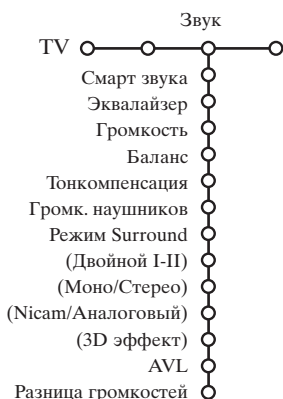 Звук
TV
Смарт звука
Эквалайзер
Громкость
Баланс
Тонкомпенсация
Громк. наушников
Режим Surround
(Двойной I-II)
(Моно/Стерео)
(Nicam/Аналоговый)
(3D эффект)
AVL
Разница громкостей